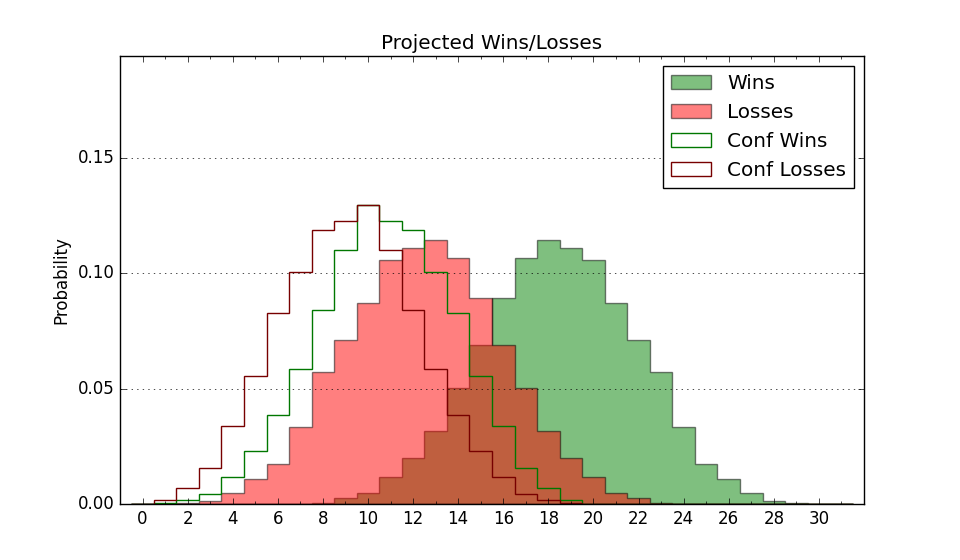 Projected Wins/Losses
Wins
Losses
Conf Wins
Conf Losses
Probability
0.15
0.10
0.05
0.00
0 2 4 6 8 10 12 14 16 18 20 22 24 26 28 30